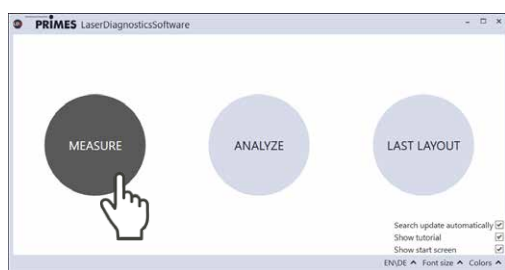 PRIMES LaserDiagnosticsSoftware
MEASURE
ANALYZE
LAST LAYOUT
Search update automatically
Show tutorial
Show start screen
EN\DE Font size Colors